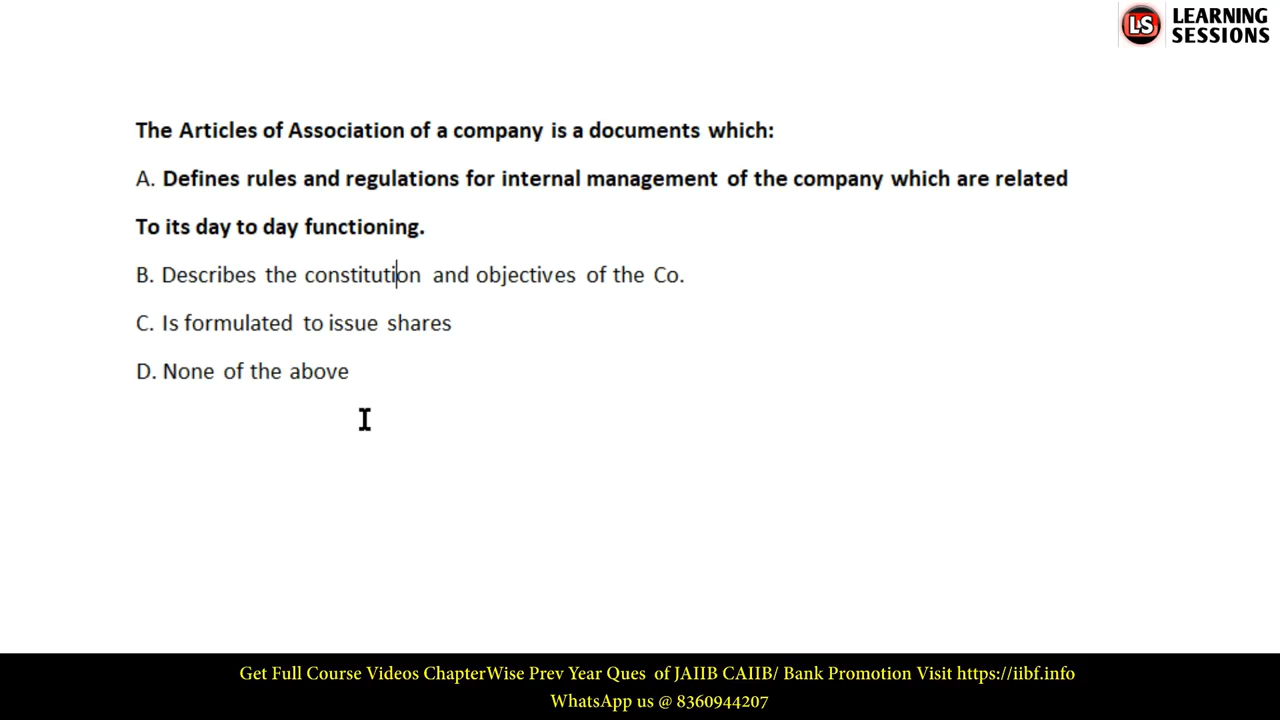 LS LEARNING
SESSIONS
The Articles of Association of a company is a documents which:
A. Defines rules and regulations for internal management of the company which are related
To its day to day functioning.
B. Describes the constitution and objectives of the Co.
C. Is formulated to issue shares
D. None of the above
Get Full Course Videos ChapterWise Prev Year Ques of JAIIB CAIIB/ Bank Promotion Visit https://iibf.info
WhatsApp us @ 8360944207